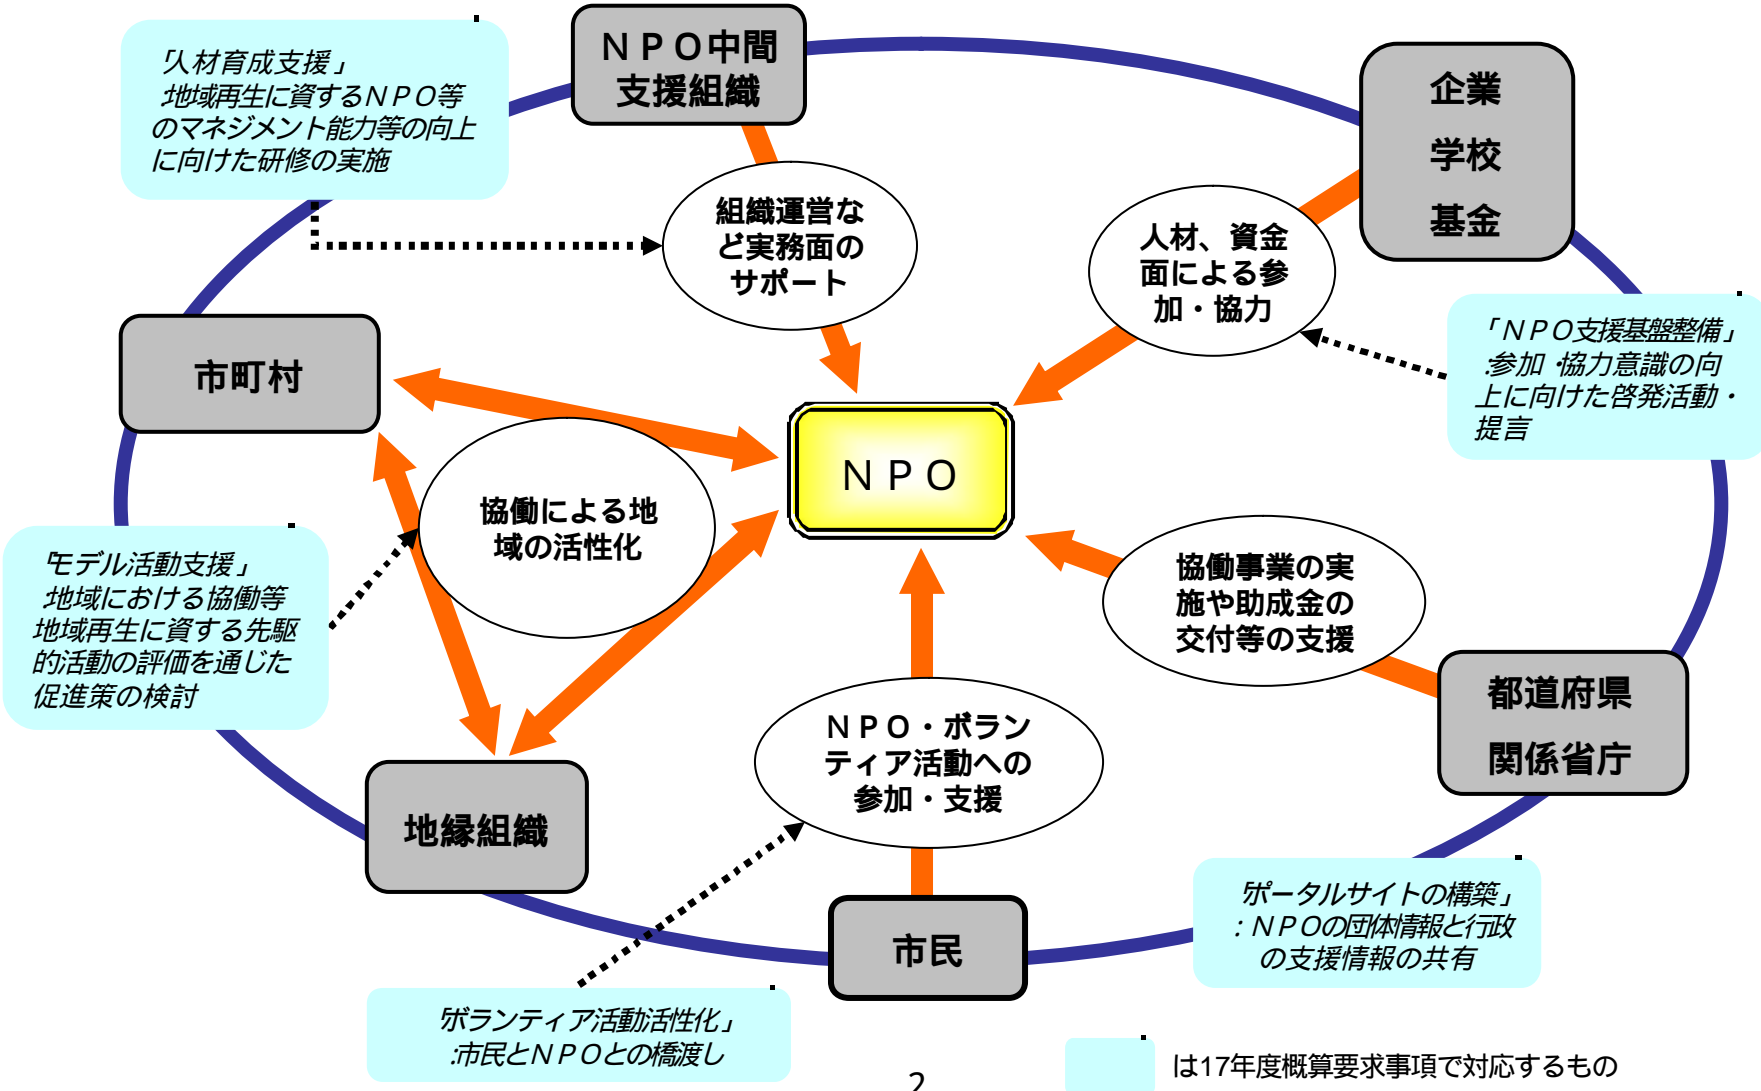 ＮＰＯ中間
支援組織
企業
学校
基金
「人材育成支援」
地域再生に資するＮＰＯ等
のマネジメント能力等の向上
に向けた研修の実施
組織運営な
ど実務面の
サポート
人材、資金
面による参
加・協力
「ＮＰＯ支援基盤整備」
:参加・協力意識の向
上に向けた啓発活動・
提言
市町村
ＮＰＯ
協働による地
域の活性化
「モデル活動支援」
地域における協働等
地域再生に資する先駆
的活動の評価を通じた
促進策の検討
協働事業の実
施や助成金の
交付等の支援
都道府県
関係省庁
ＮＰＯ・ボラン
ティア活動への
参加・支援
地縁組織
市民
「ポータルサイトの構築」
：ＮＰＯの団体情報と行政
の支援情報の共有
「ボランティア活動活性化」
:市民とＮＰＯとの橋渡し
は17年度概算要求事項で対応するもの
2